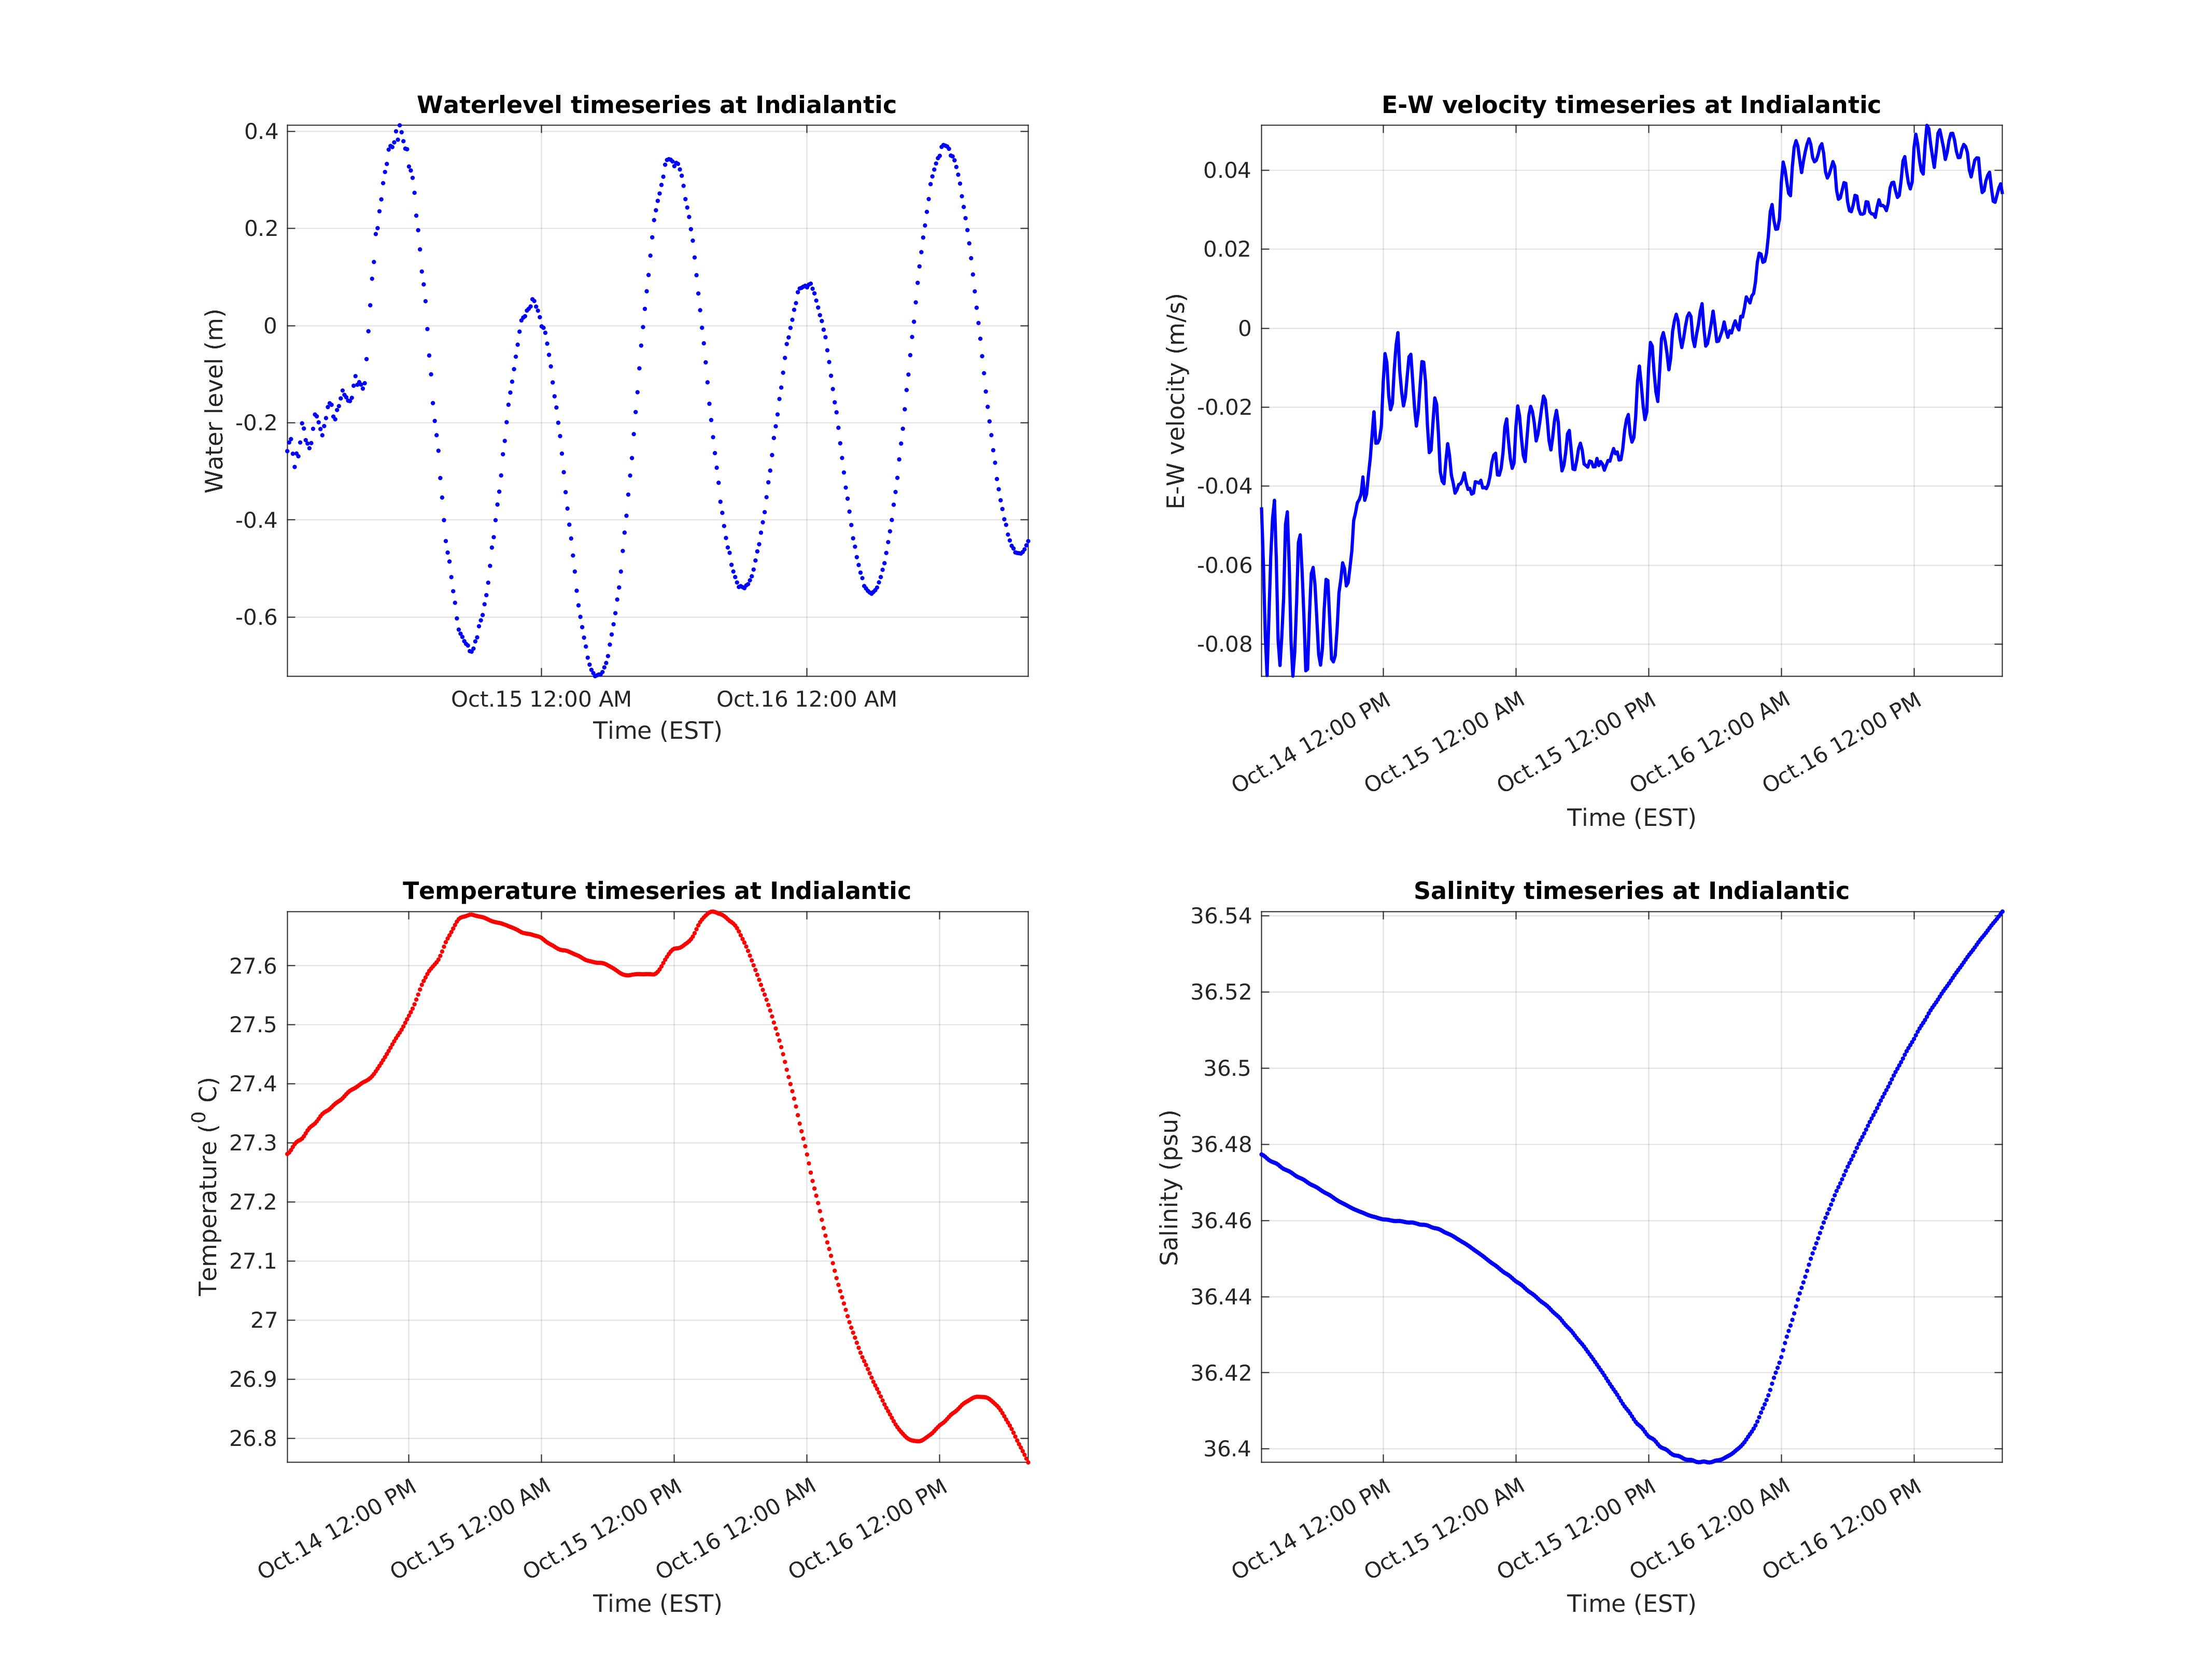 Waterlevel timeseries at Indialantic
0.4
0.2
0
-0.2
-0.4
-0.6
Water level (m)
Oct.15 12:00 AM
Oct.16 12:00 AM
Time (EST)
E-W velocity timeseries at Indialantic
0.04
0.02
0
-0.02
-0.04
-0.06
-0.08
E-W velocity (m/s)
Oct.14 12:00 PM
Oct.15 12:00 AM
Oct.15 12:00 PM
Oct.16 12:00 AM
Oct.16 12:00 PM
Time (EST)
Temperature timeseries at Indialantic
27.6
27.5
27.4
27.3
27.2
27.1
27
26.9
26.8
Temperature (⁰ C)
Oct.14 12:00 PM
Oct.15 12:00 AM
Oct.15 12:00 PM
Oct.16 12:00 AM
Oct.16 12:00 PM
Time (EST)
Salinity timeseries at Indialantic
36.54
36.52
36.5
36.48
36.46
36.44
36.42
36.4
Salinity (psu)
Oct.14 12:00 PM
Oct.15 12:00 AM
Oct.15 12:00 PM
Oct.16 12:00 AM
Oct.16 12:00 PM
Time (EST)